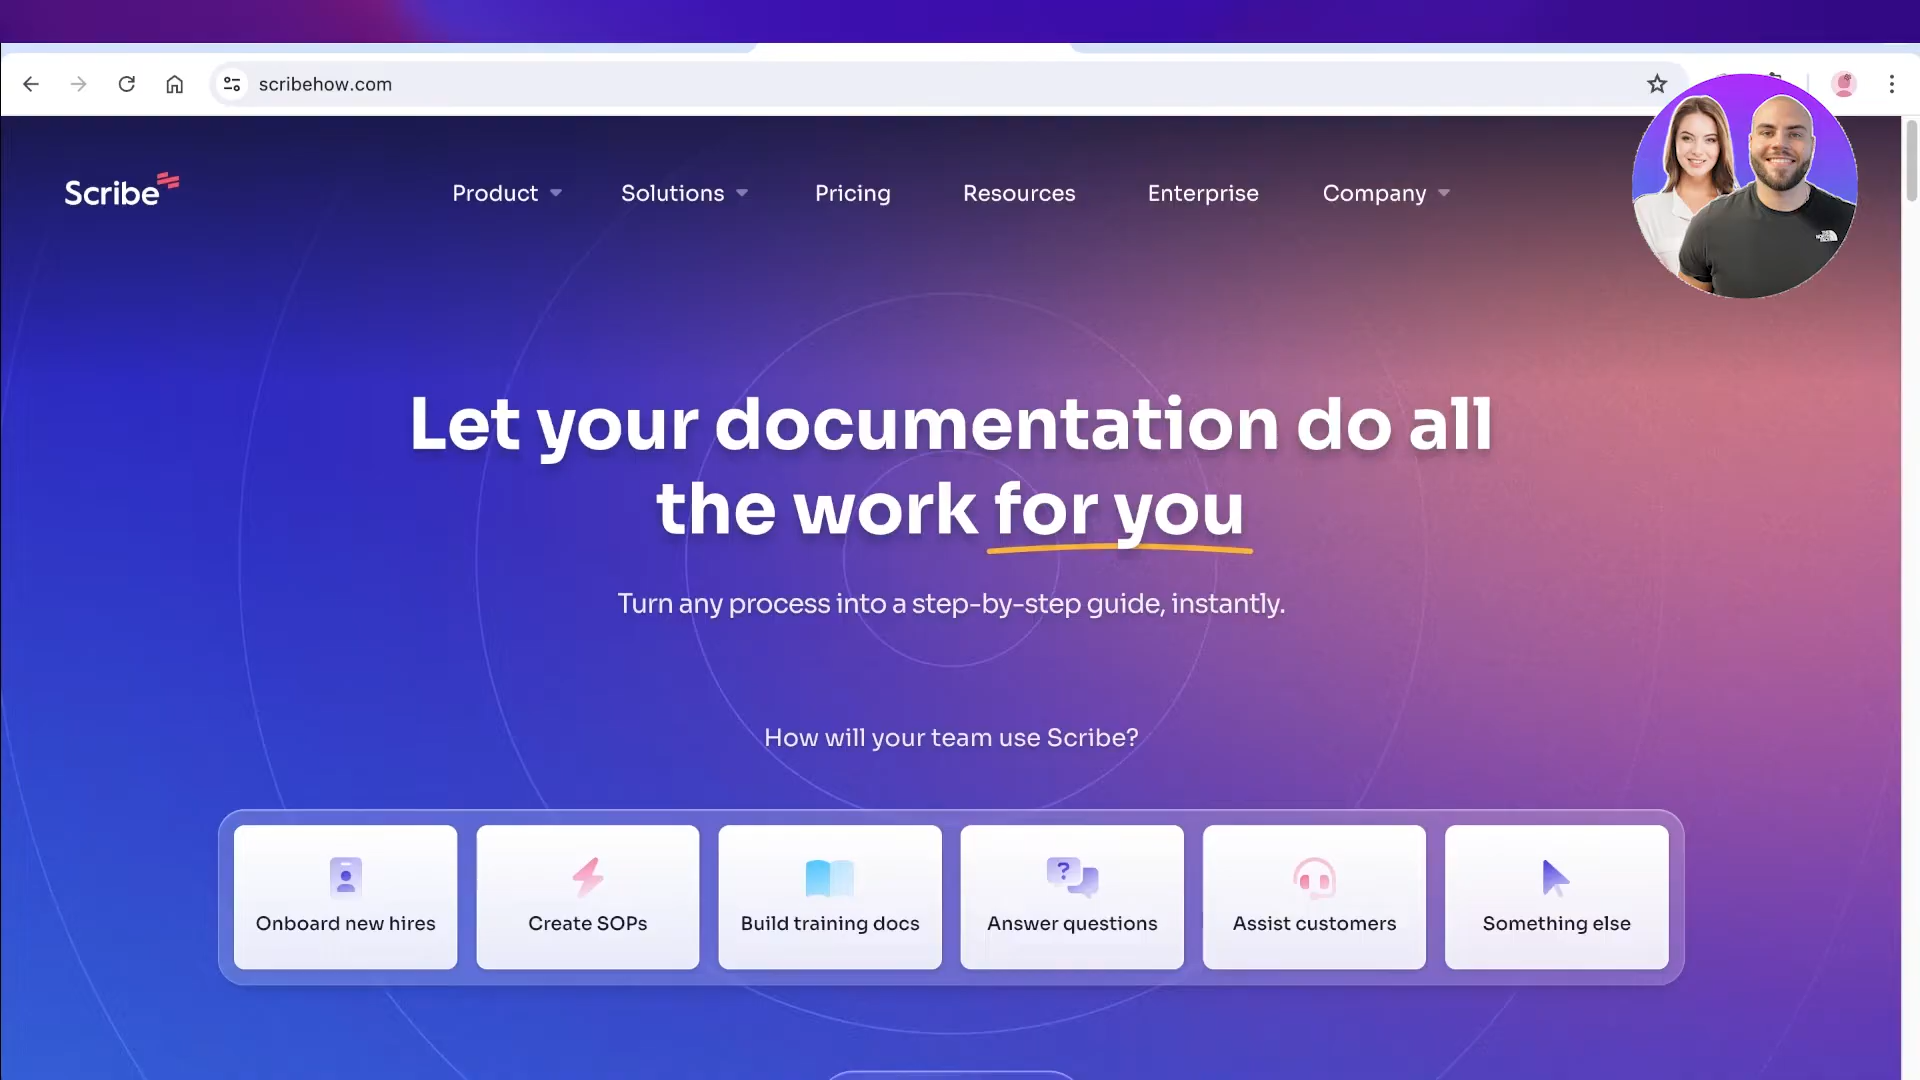 scribehow.com
Scribe
Product
Solutions
Pricing
Resources
Enterprise
Company
Let your documentation do all
the work for you
Turn any process into a step-by-step guide, instantly.
How will your team use Scribe?
Onboard new hires
Create SOPs
Build training docs
Answer questions
Assist customers
Something else